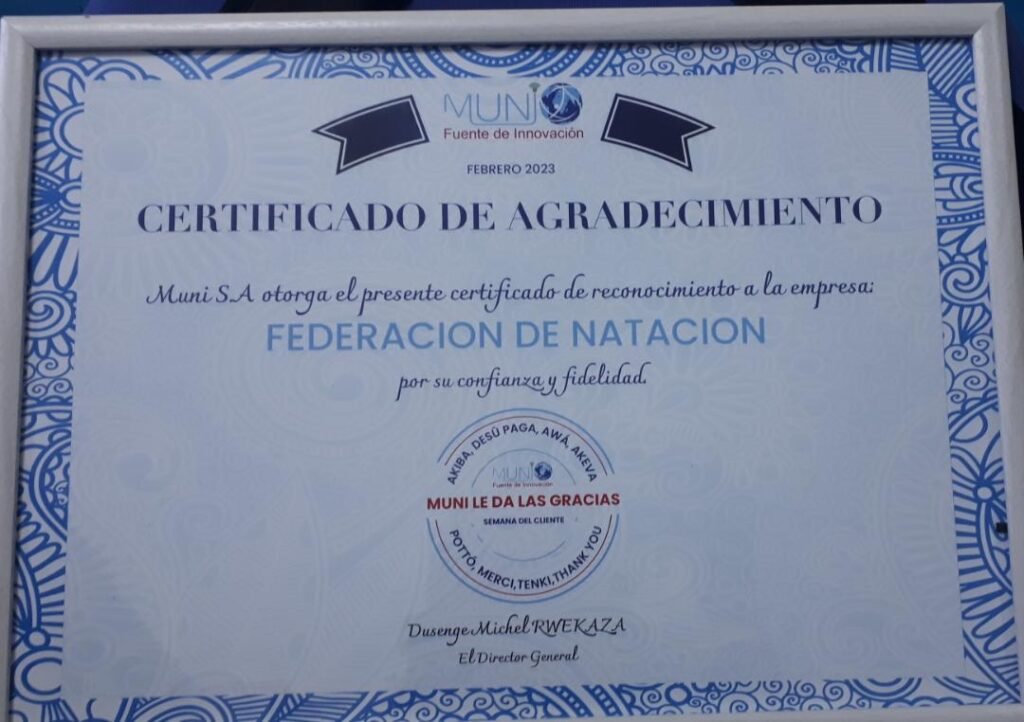 MUNI
Fuente de Innovación
FEBRERO 2023
CERTIFICADO DE AGRADECIMIENTO
Muni S.A otorga el presente certificado de reconocimiento a la empresa:
FEDERACION DE NATACION
por su confianza y fidelidad.
AKIBA, DESÛ PAGA, AWÁ, AKEVA
MUNI
Fuente de Innovación
MUNI LE DA LAS GRACIAS
SEMANA DEL CLIENTE
POTTÓ, MERCI,TENKI,THANK YOU
Dusenge Michel RWEKAZA
El Director General